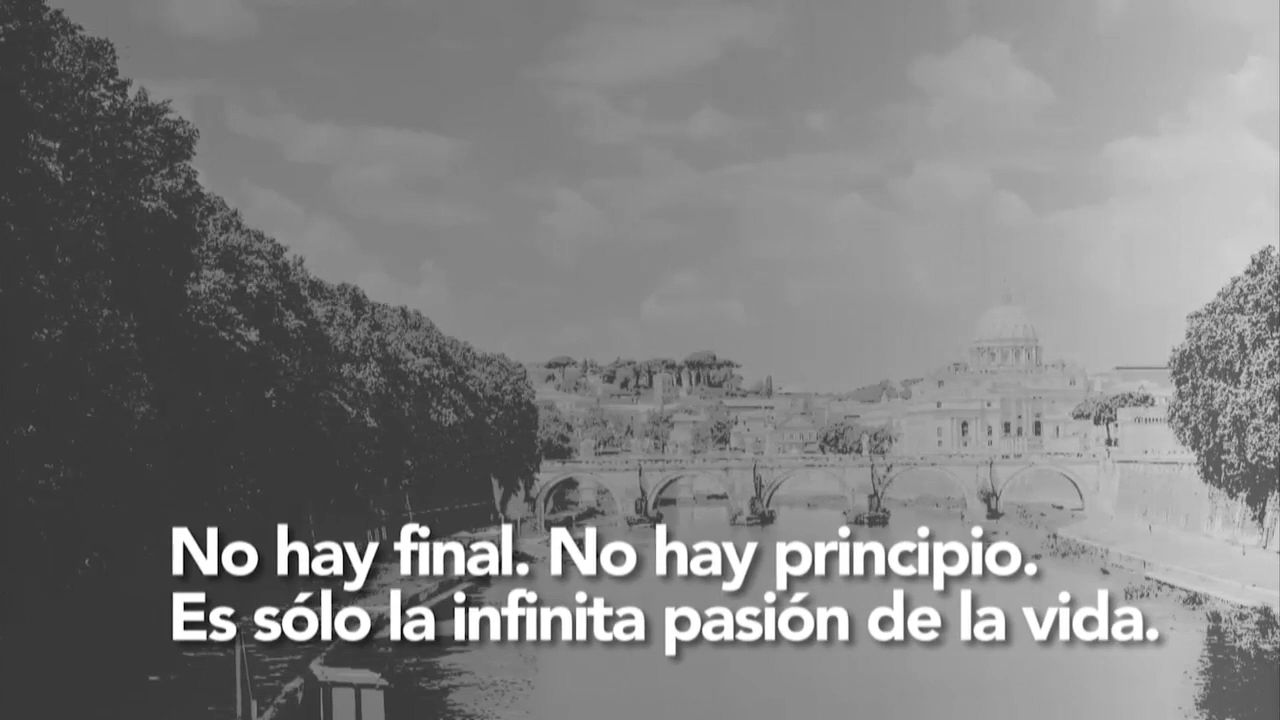 No hay final. No hay principio.
Es sólo la infinita pasión de la vida.